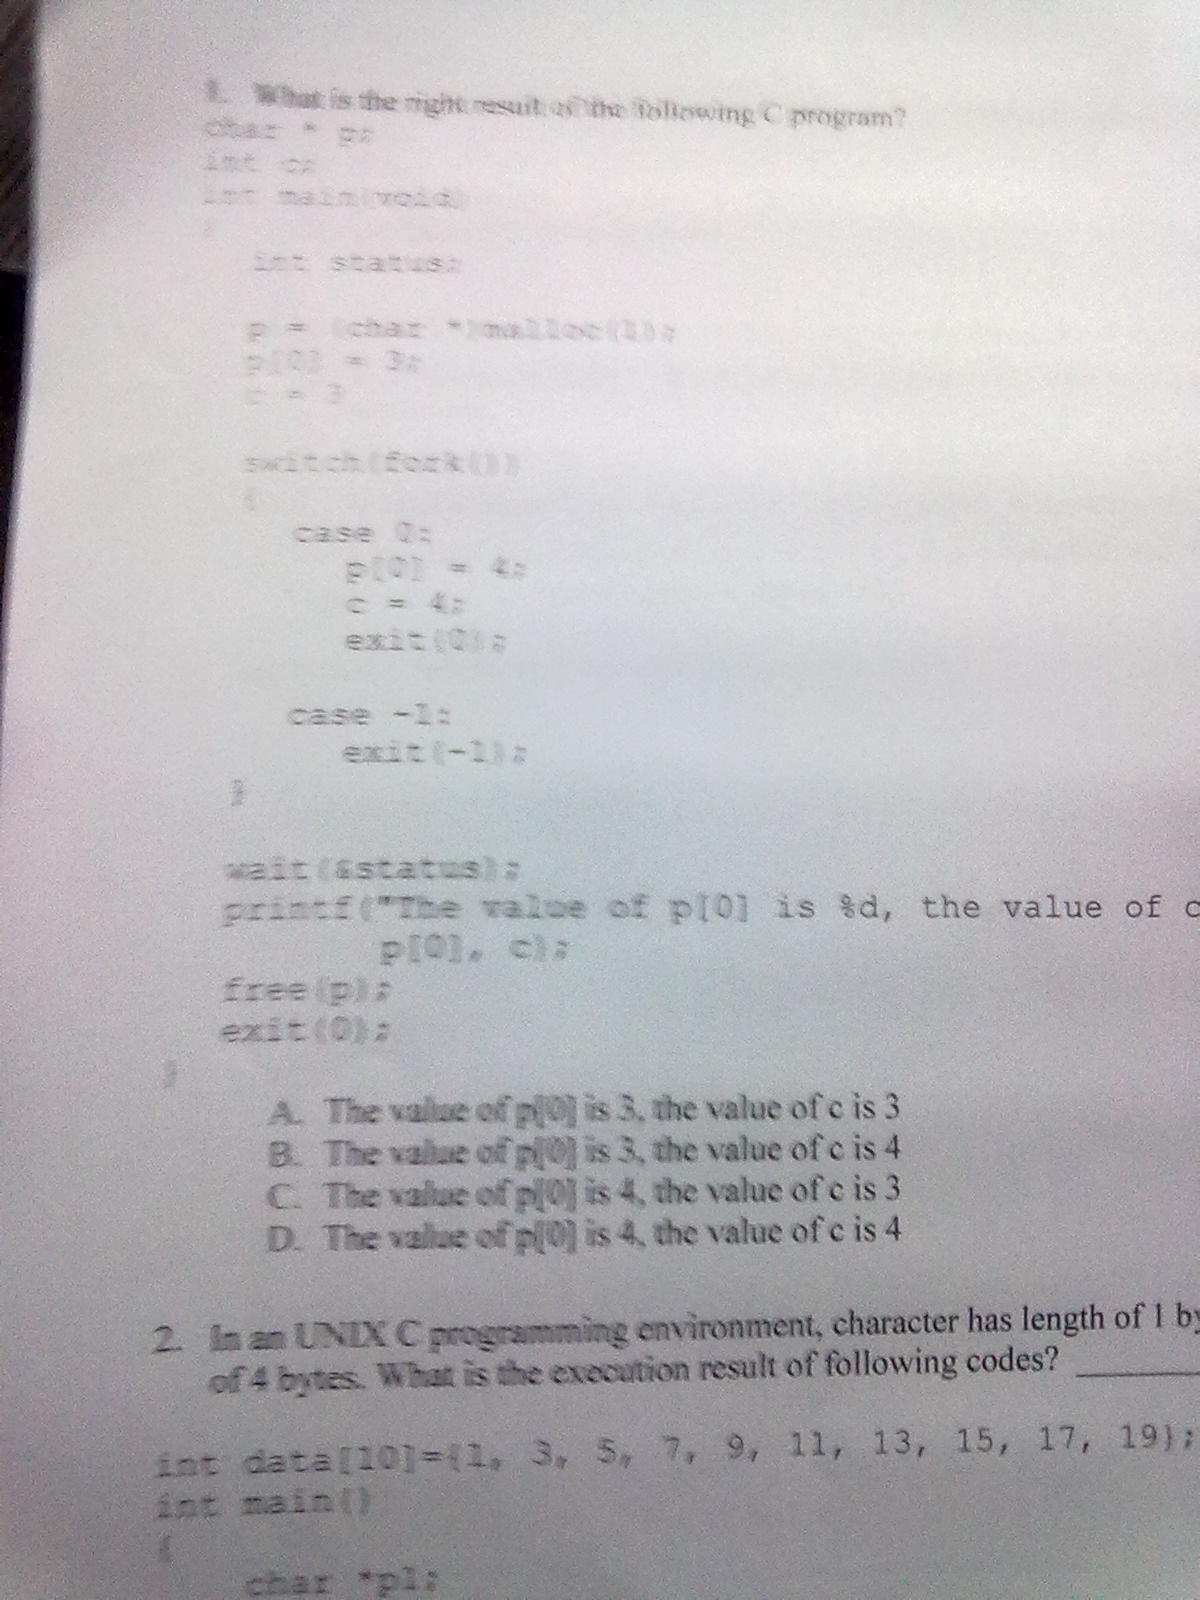 1. What is the right result of the following C program?
char * p;
int c;
int main(void)
{
int status;
p = (char *)malloc(1);
p[0] = 3;
c = 3
switch(fork())
{
case 0:
p[0] = 4;
c = 4;
exit(0);
case -1:
exit(-1);
}
wait(&status);
printf("The value of p[0] is %d, the value of c
p[0], c);
free(p);
exit(0);
}
A. The value of p[0] is 3, the value of c is 3
B. The value of p[0] is 3, the value of c is 4
C. The value of p[0] is 4, the value of c is 3
D. The value of p[0] is 4, the value of c is 4
2. In an UNIX C programming environment, character has length of 1 by
of 4 bytes. What is the execution result of following codes? ______
int data[10]={1, 3, 5, 7, 9, 11, 13, 15, 17, 19};
int main()
{
char *p1;